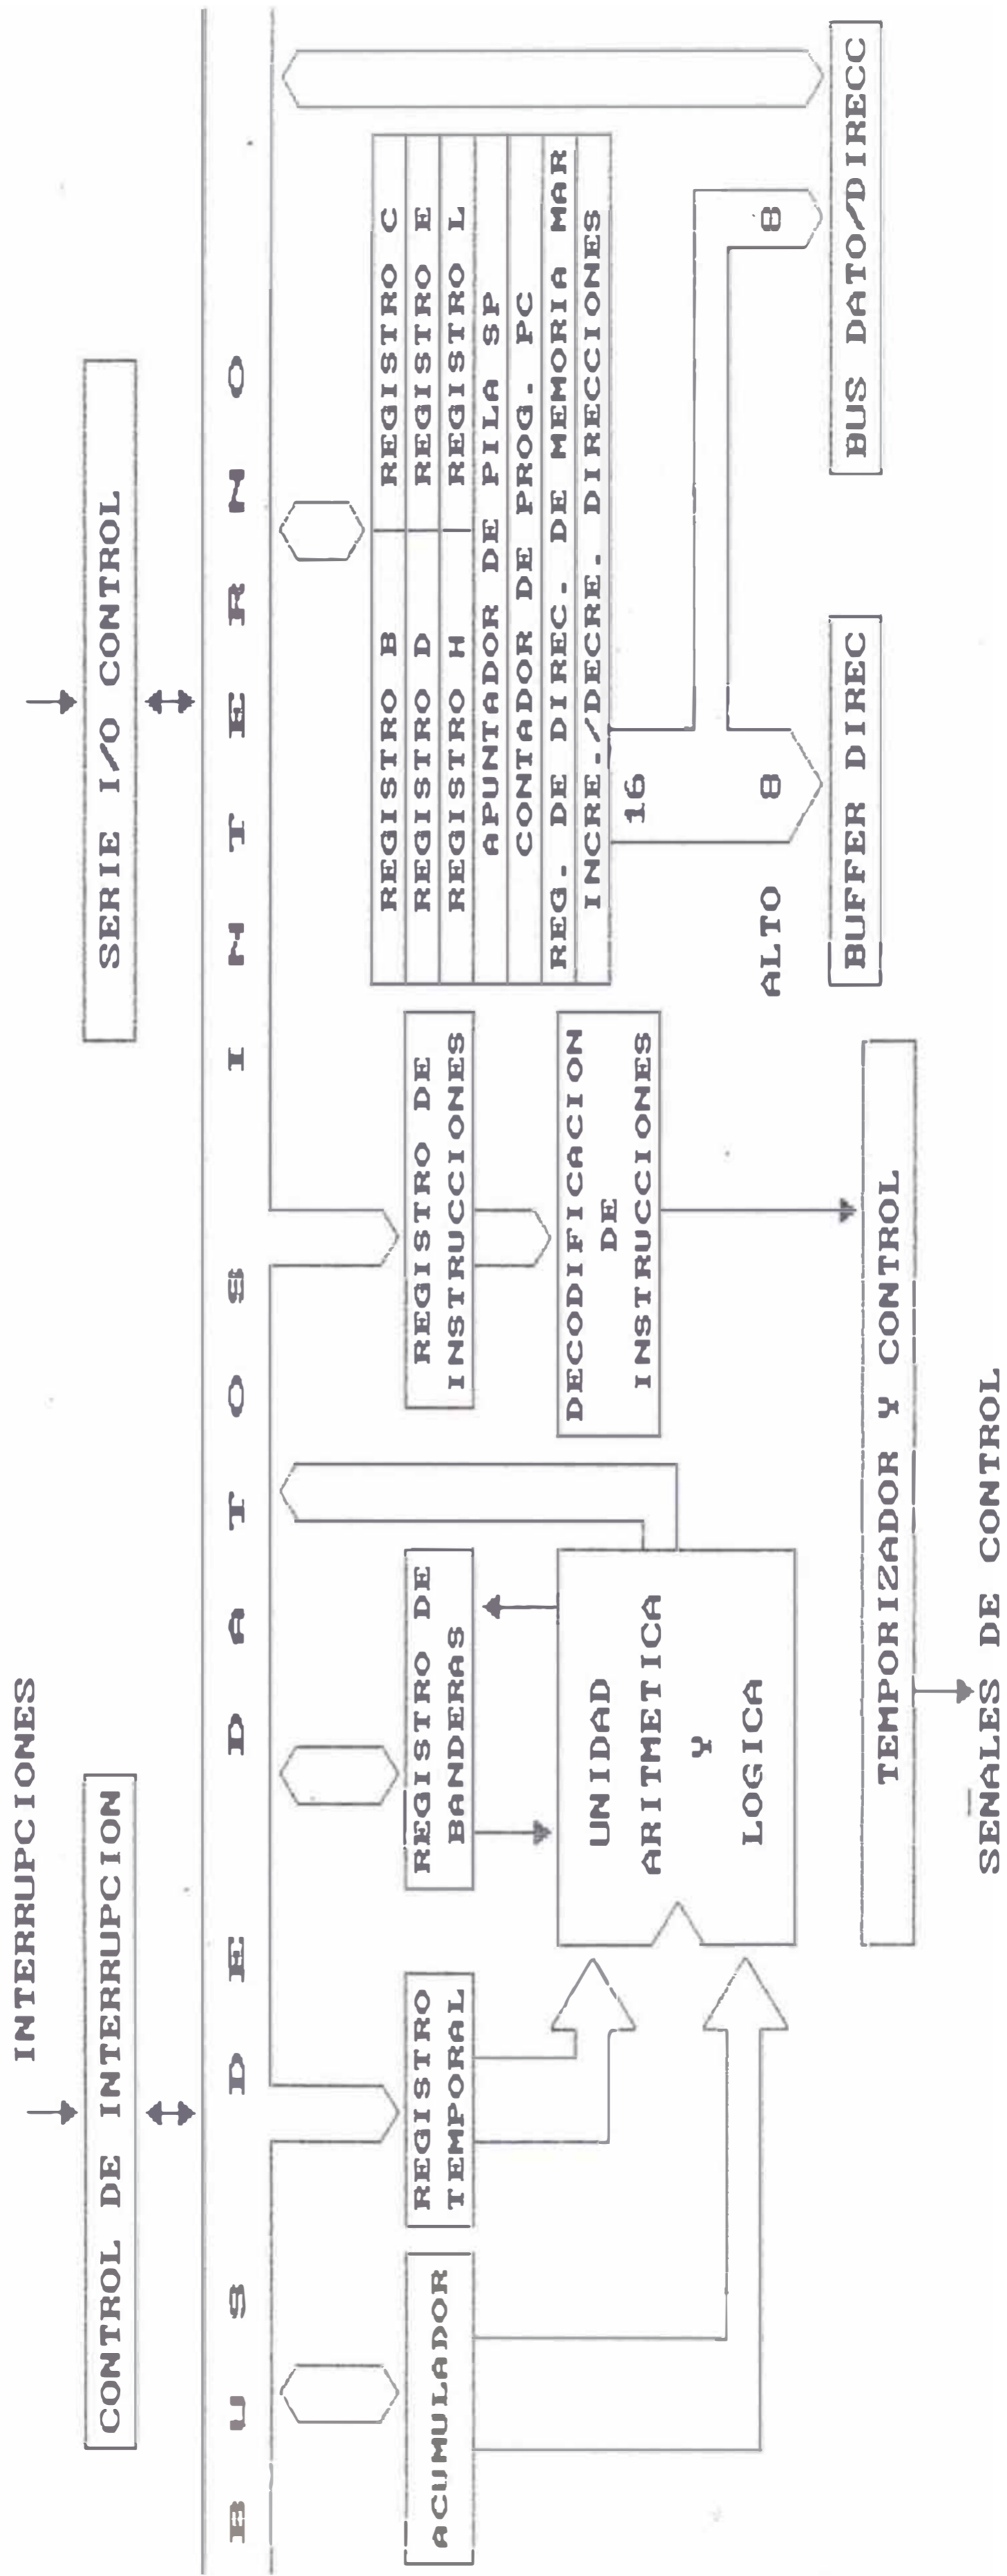 INTERRUPCIONES
CONTROL DE INTERRUPCION
SERIE I/O CONTROL
BUS DE DATOS INTERNO
ACUMULADOR
REGISTRO
TEMPORAL
REGISTRO DE
BANDERAS
REGISTRO DE
INSTRUCCIONES
REGISTRO B REGISTRO C
REGISTRO D REGISTRO E
REGISTRO H REGISTRO L
APUNTADOR DE PILA SP
CONTADOR DE PROG. PC
REG. DE DIREC. DE MEMORIA MAR
INCRE./DECRE. DIRECCIONES
UNIDAD
ARITMETICA
Y
LOGICA
DECODIFICACION
DE
INSTRUCCIONES
16
ALTO 8 8
BUFFER DIREC
BUS DATO/DIRECC
TEMPORIZADOR Y CONTROL
SEÑALES DE CONTROL